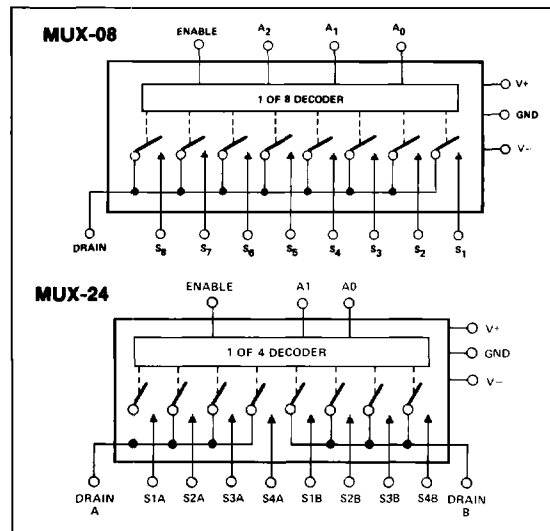 MUX-08
ENABLE A2 A1 A0
1 OF 8 DECODER
V+
GND
V-
DRAIN S8 S7 S6 S5 S4 S3 S2 S1
MUX-24
ENABLE A1 A0
1 OF 4 DECODER
V+
GND
V-
DRAIN A S1A S2A S3A S4A S1B S2B S3B S4B DRAIN B